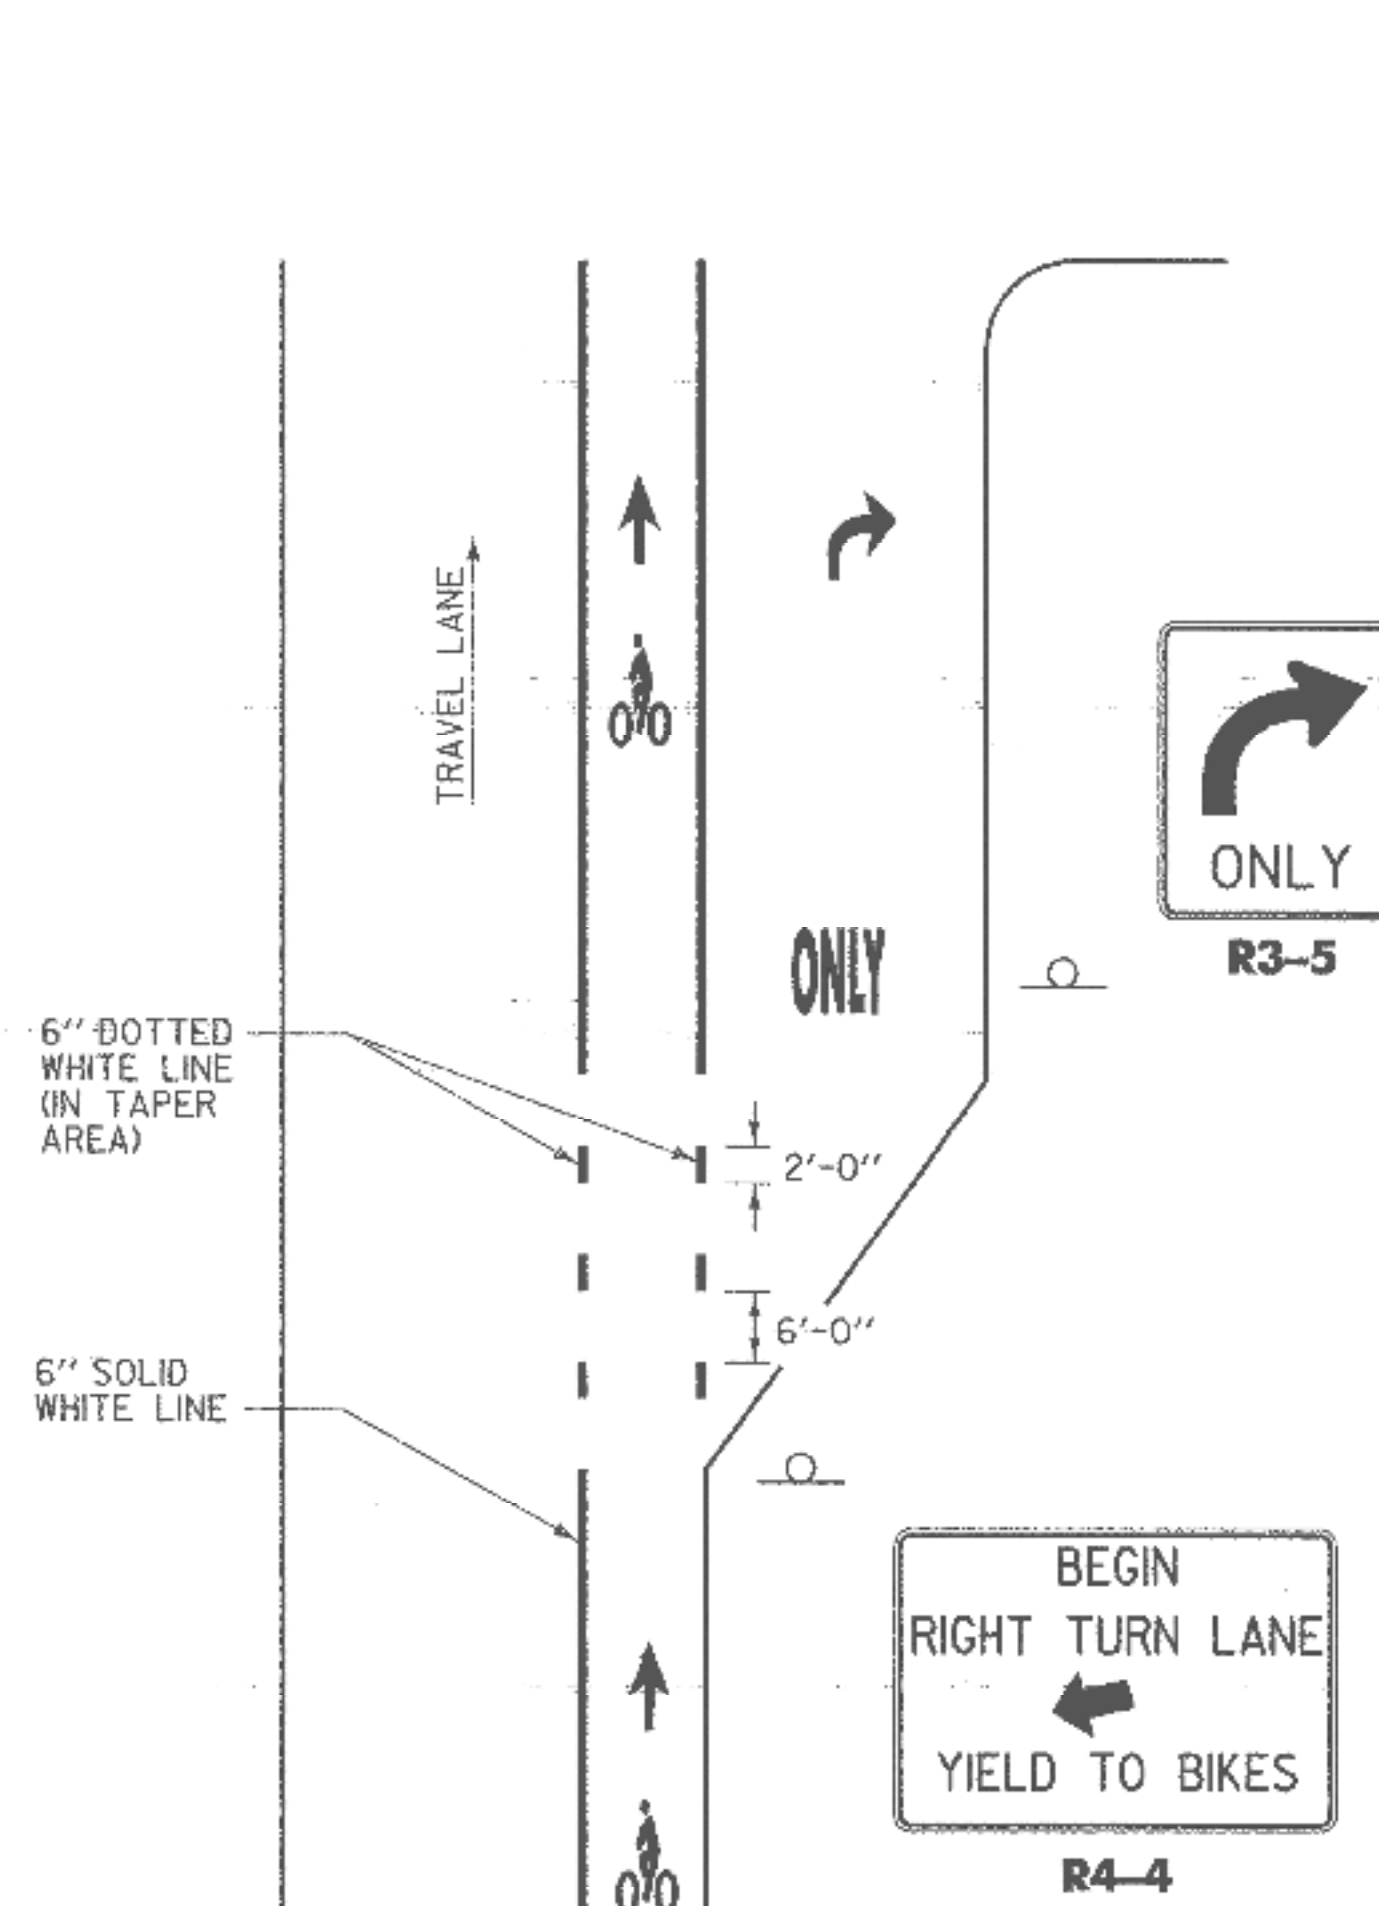 TRAVEL LANE
ONLY
R3-5
ONLY
6" DOTTED
WHITE LINE
(IN TAPER
AREA)
2'-0"
6'-0"
6" SOLID
WHITE LINE
BEGIN
RIGHT TURN LANE
YIELD TO BIKES
R4-4